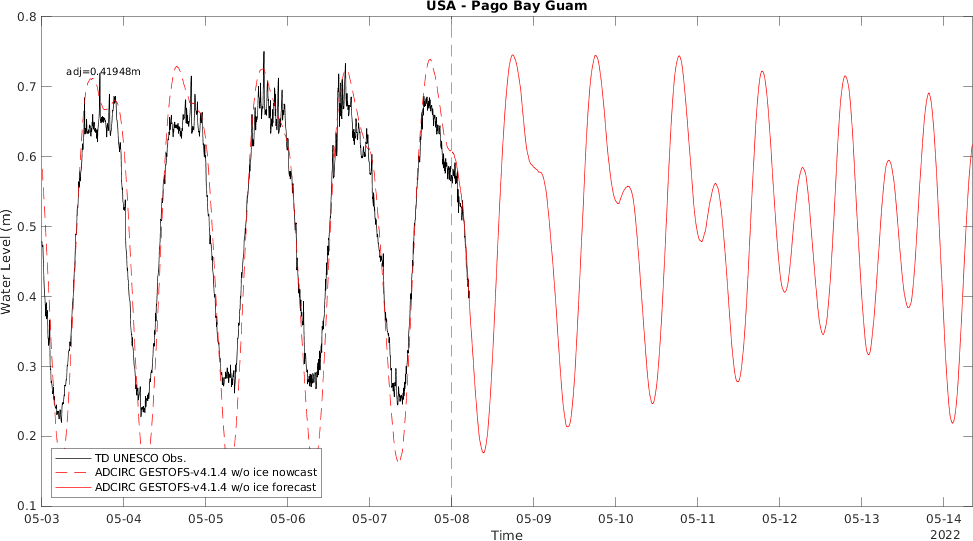 USA - Pago Bay Guam
adj=0.41948m
Water Level (m)
0.8
0.7
0.6
0.5
0.4
0.3
0.2
0.1
TD UNESCO Obs.
ADCIRC GESTOFS-v4.1.4 w/o ice nowcast
ADCIRC GESTOFS-v4.1.4 w/o ice forecast
05-03 05-04 05-05 05-06 05-07 05-08 05-09 05-10 05-11 05-12 05-13 05-14
Time
2022